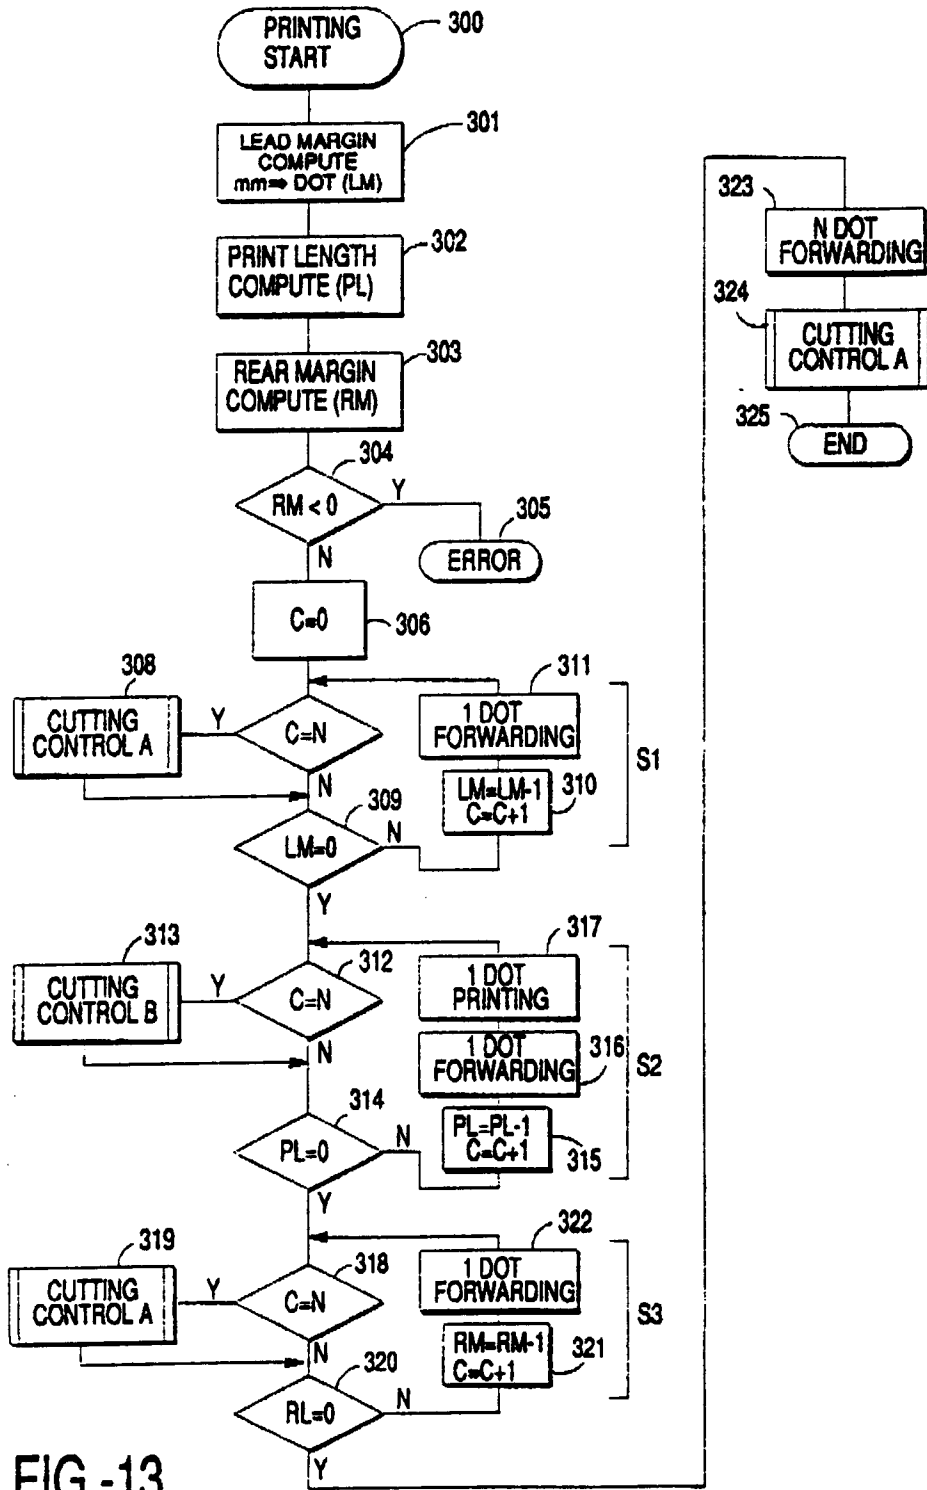 PRINTING
START
300
301
LEAD MARGIN
COMPUTE
mm⇒ DOT (LM)
302
PRINT LENGTH
COMPUTE (PL)
303
REAR MARGIN
COMPUTE (RM)
304
RM < 0
Y
N
305
ERROR
C=0
306
308
CUTTING
CONTROL A
Y
C=N
N
311
1 DOT
FORWARDING
LM=LM-1
C=C+1
310
S1
309
LM=0
N
Y
313
CUTTING
CONTROL B
Y
312
C=N
N
317
1 DOT
PRINTING
1 DOT
FORWARDING
316
PL=PL-1
C=C+1
315
S2
314
PL=0
N
Y
319
CUTTING
CONTROL A
Y
318
C=N
N
322
1 DOT
FORWARDING
RM=RM-1
C=C+1
321
S3
320
RL=0
N
Y
323
N DOT
FORWARDING
324
CUTTING
CONTROL A
325
END
FIG.-13